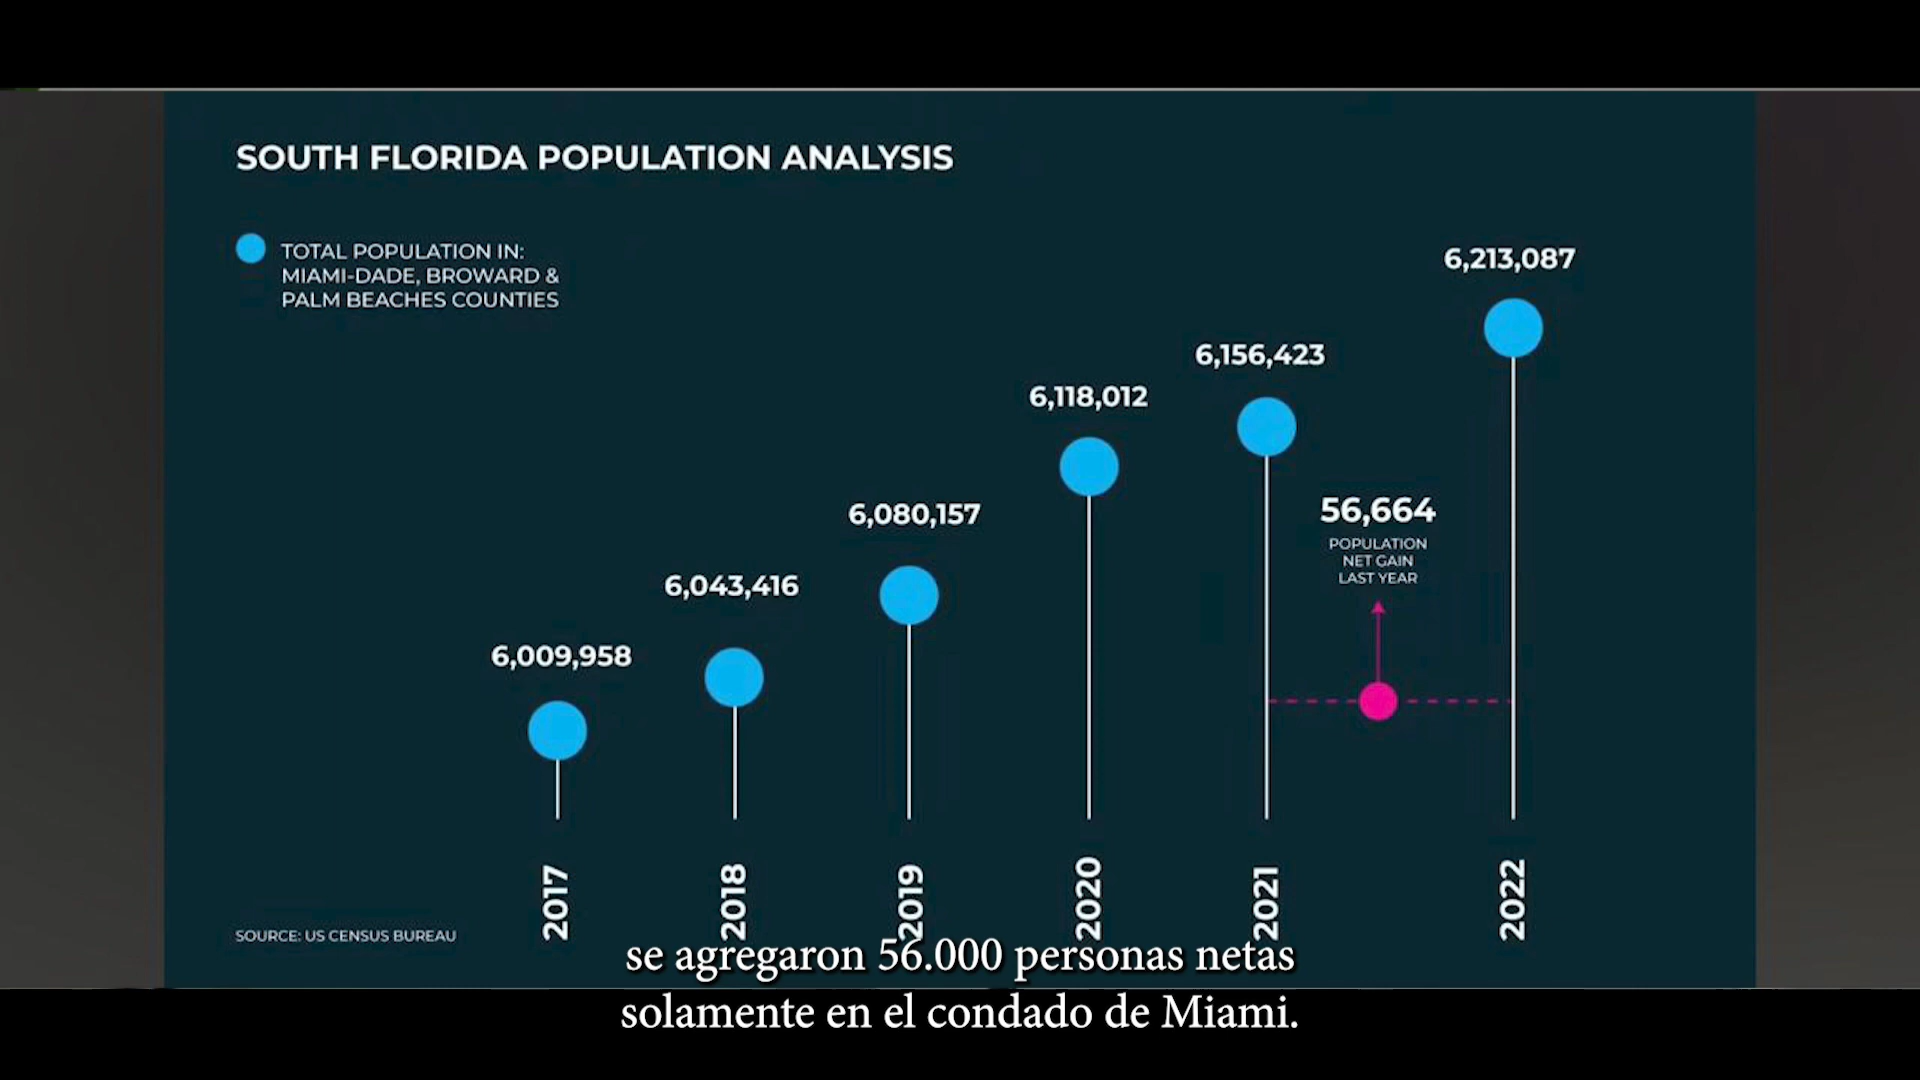 SOUTH FLORIDA POPULATION ANALYSIS
TOTAL POPULATION IN:
MIAMI-DADE, BROWARD &
PALM BEACHES COUNTIES
6,009,958
6,043,416
6,080,157
6,118,012
6,156,423
6,213,087
56,664
POPULATION
NET GAIN
LAST YEAR
2017
2018
2019
2020
2021
2022
SOURCE: US CENSUS BUREAU
se agregaron 56.000 personas netas
solamente en el condado de Miami.